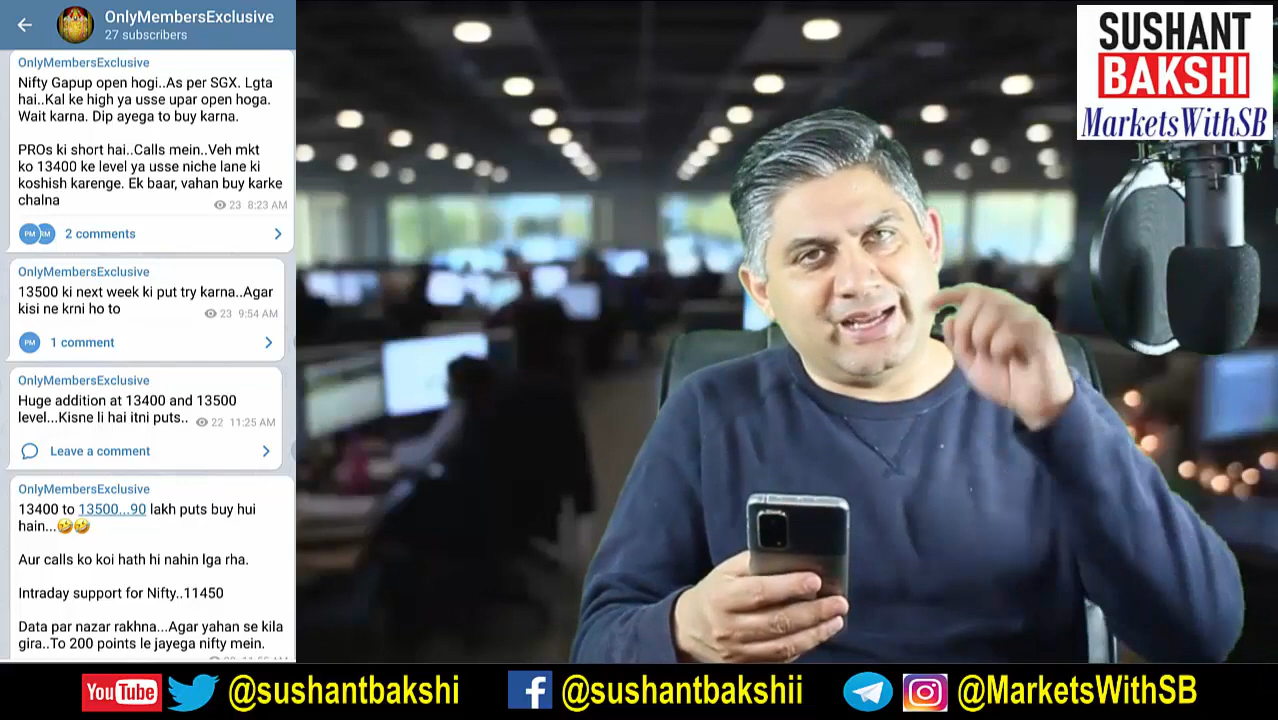 OnlyMembersExclusive
27 subscribers
OnlyMembersExclusive
Nifty Gapup open hogi..As per SGX. Lgta
hai..Kal ke high ya usse upar open hoga.
Wait karna. Dip ayega to buy karna.
PROs ki short hai..Calls mein..Veh mkt
ko 13400 ke level ya usse niche lane ki
koshish karenge. Ek baar, vahan buy karke
chalna
23 8:23 AM
PM RM 2 comments
OnlyMembersExclusive
13500 ki next week ki put try karna..Agar
kisi ne krni ho to
23 9:54 AM
PM 1 comment
OnlyMembersExclusive
Huge addition at 13400 and 13500
level...Kisne li hai itni puts..
22 11:25 AM
Leave a comment
OnlyMembersExclusive
13400 to 13500...90 lakh puts buy hui
hain...🤣🤣
Aur calls ko koi hath hi nahin lga rha.
Intraday support for Nifty..11450
Data par nazar rakhna...Agar yahan se kila
gira..To 200 points le jayega nifty mein.
SUSHANT
BAKSHI
MarketsWithSB
YouTube @sushantbakshi @sushantbakshii @MarketsWithSB